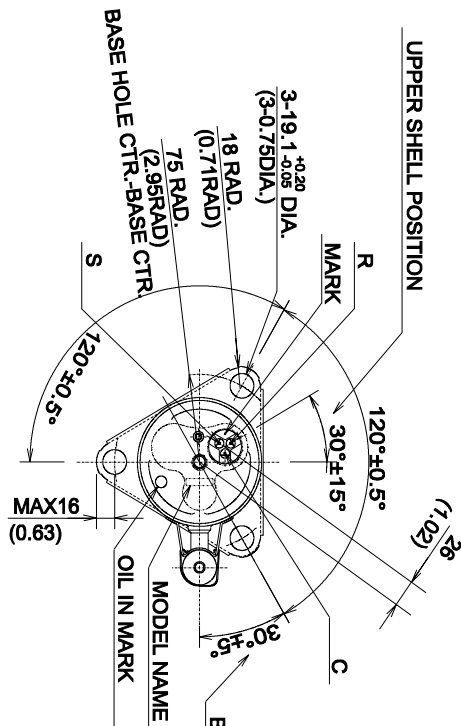 UPPER SHELL POSITION
R
MARK
3-19.1 +0.20 -0.05 DIA.
(3-0.75DIA.)
18 RAD.
(0.71RAD)
75 RAD.
(2.95RAD)
BASE HOLE CTR.-BASE CTR.
S
120°±0.5°
30°±15°
26
(1.02)
120°±0.5°
MAX16
(0.63)
30°±5°
C
MODEL NAME
OIL IN MARK